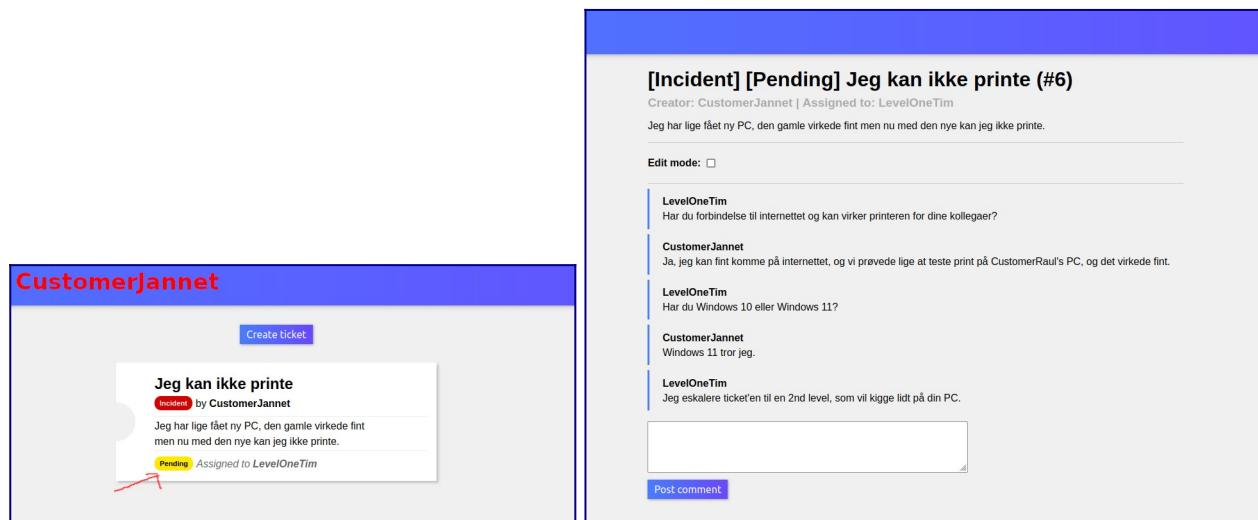 CustomerJannet
Create ticket
Jeg kan ikke printe
Incident by CustomerJannet
Jeg har lige fået ny PC, den gamle virkede fint
men nu med den nye kan jeg ikke printe.
Pending Assigned to LevelOneTim
[Incident] [Pending] Jeg kan ikke printe (#6)
Creator: CustomerJannet | Assigned to: LevelOneTim
Jeg har lige fået ny PC, den gamle virkede fint men nu med den nye kan jeg ikke printe.
Edit mode:
LevelOneTim
Har du forbindelse til internettet og kan virker printeren for dine kollegaer?
CustomerJannet
Ja, jeg kan fint komme på internettet, og vi prøvede lige at teste print på CustomerRaul's PC, og det virkede fint.
LevelOneTim
Har du Windows 10 eller Windows 11?
CustomerJannet
Windows 11 tror jeg.
LevelOneTim
Jeg eskalere ticket'en til en 2nd level, som vil kigge lidt på din PC.
Post comment